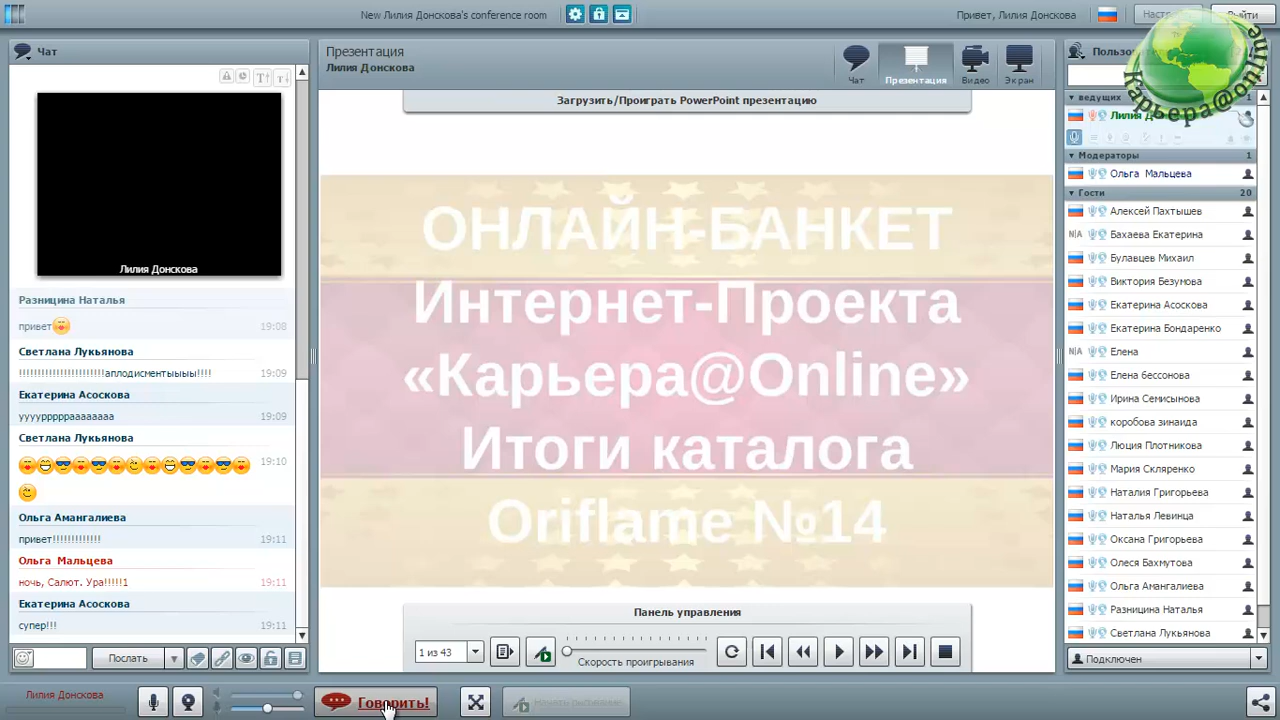 New Лилия Донскова's conference room
Привет, Лилия Донскова
Выйти
Чат
Лилия Донскова
Разницина Наталья
привет 19:08
Светлана Лукьянова
!!!!!!!!!!!!!!!!!!!!!!!!аплодисментыыыы!!!! 19:09
Екатерина Асоскова
уууурррррааааааааа 19:09
Светлана Лукьянова
19:10
Ольга Амангалиева
привет!!!!!!!!!!!!! 19:11
Ольга Мальцева
ночь, Салют. Ура!!!!!1 19:11
Екатерина Асоскова
супер!!! 19:11
Послать
Презентация
Лилия Донскова
Чат
Презентация
Видео
Экран
Загрузить/Проиграть PowerPoint презентацию
ОНЛАЙН-БАНКЕТ
Интернет-Проекта
«Карьера@Online»
Итоги каталога
Oriflame №14
Панель управления
1 из 43
Скорость проигрывания
карьера@online
ведущих 1
Модераторы 1
Ольга Мальцева
Гости 20
Алексей Пахтышев
N\A Бахаева Екатерина
Булавцев Михаил
Виктория Безумова
Екатерина Асоскова
Екатерина Бондаренко
N\A Елена
Елена бессонова
Ирина Семисынова
коробова зинаида
Люция Плотникова
Мария Скляренко
Наталия Григорьева
Наталья Левинца
Оксана Григорьева
Олеся Бахмутова
Ольга Амангалиева
Разницина Наталья
Светлана Лукьянова
Подключен
Лилия Донскова
Говорить!